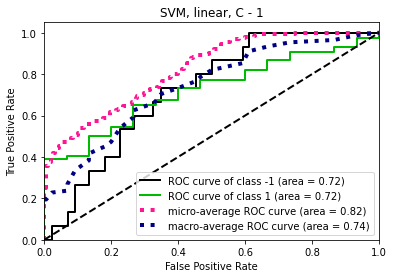 SVM, linear, C - 1
True Positive Rate
1.0
0.8
0.6
0.4
0.2
0.0
ROC curve of class -1 (area = 0.72)
ROC curve of class 1 (area = 0.72)
micro-average ROC curve (area = 0.82)
macro-average ROC curve (area = 0.74)
0.0 0.2 0.4 0.6 0.8 1.0
False Positive Rate